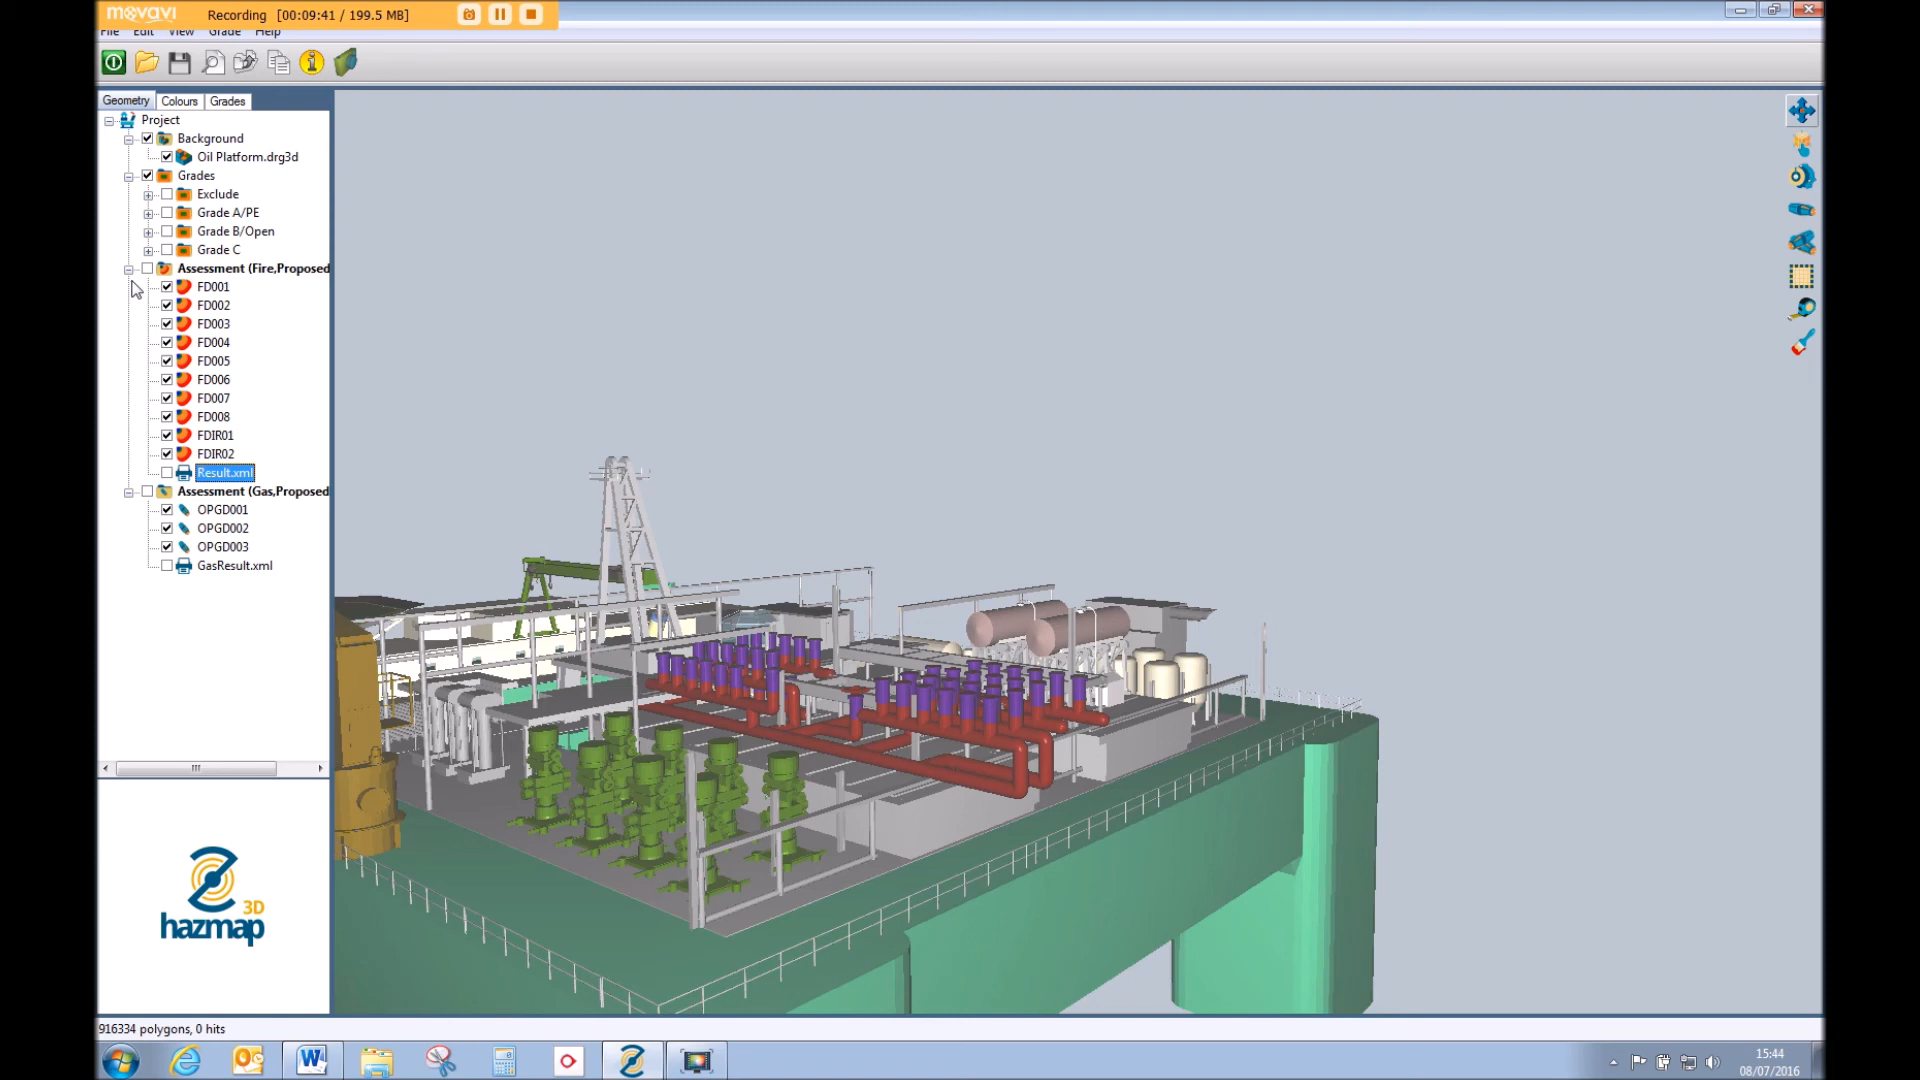 movavi Recording [00:09:41 / 199.5 MB]
File Edit View Grade Help
Geometry Colours Grades
Project
Background
Oil Platform.drg3d
Grades
Exclude
Grade A/PE
Grade B/Open
Grade C
Assessment (Fire,Proposed
FD001
FD002
FD003
FD004
FD005
FD006
FD007
FD008
FDIR01
FDIR02
Result.xml
Assessment (Gas,Proposed
OPGD001
OPGD002
OPGD003
GasResult.xml
3D
hazmap
916334 polygons, 0 hits
15:44
08/07/2016